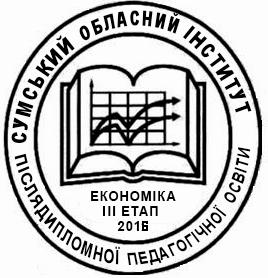 СУМСЬКИЙ ОБЛАСНИЙ ІНСТИТУТ
ПІСЛЯДИПЛОМНОЇ ПЕДАГОГІЧНОЇ ОСВІТИ
ЕКОНОМІКА
ІІІ ЕТАП
2016